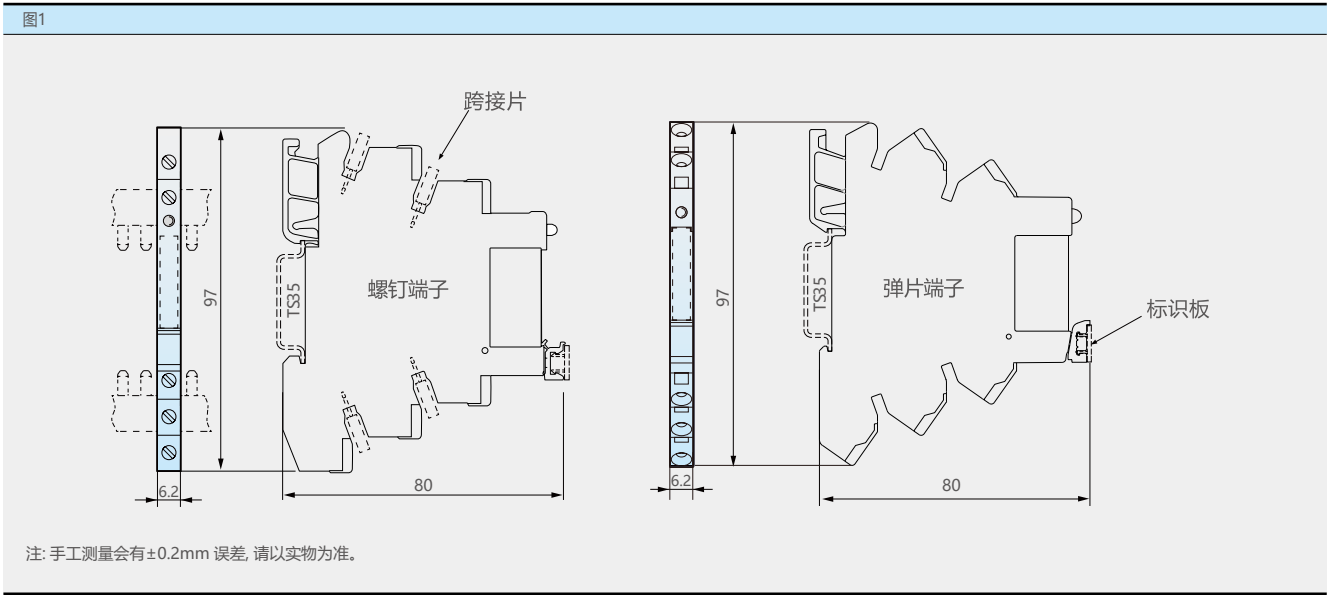 图1
跨接片
97
TS35
螺钉端子
6.2
80
97
TS35
弹片端子
标识板
6.2
80
注: 手工测量会有±0.2mm 误差, 请以实物为准。